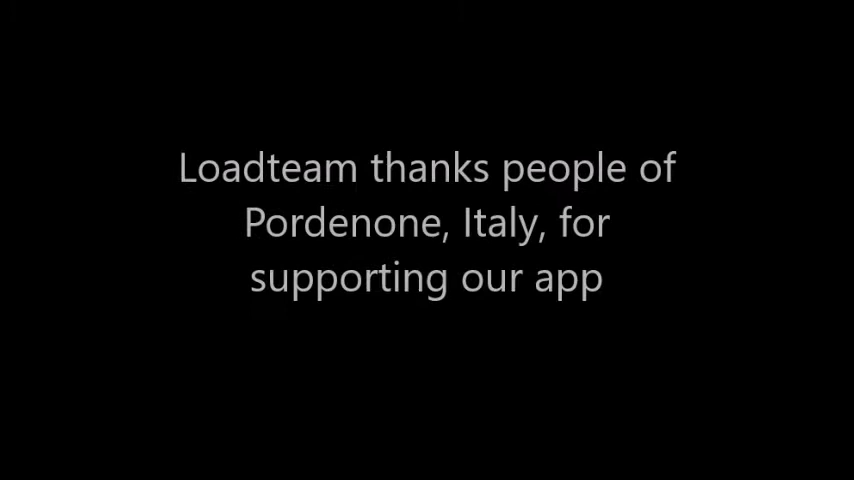 Loadteam thanks people of
Pordenone, Italy, for
supporting our app